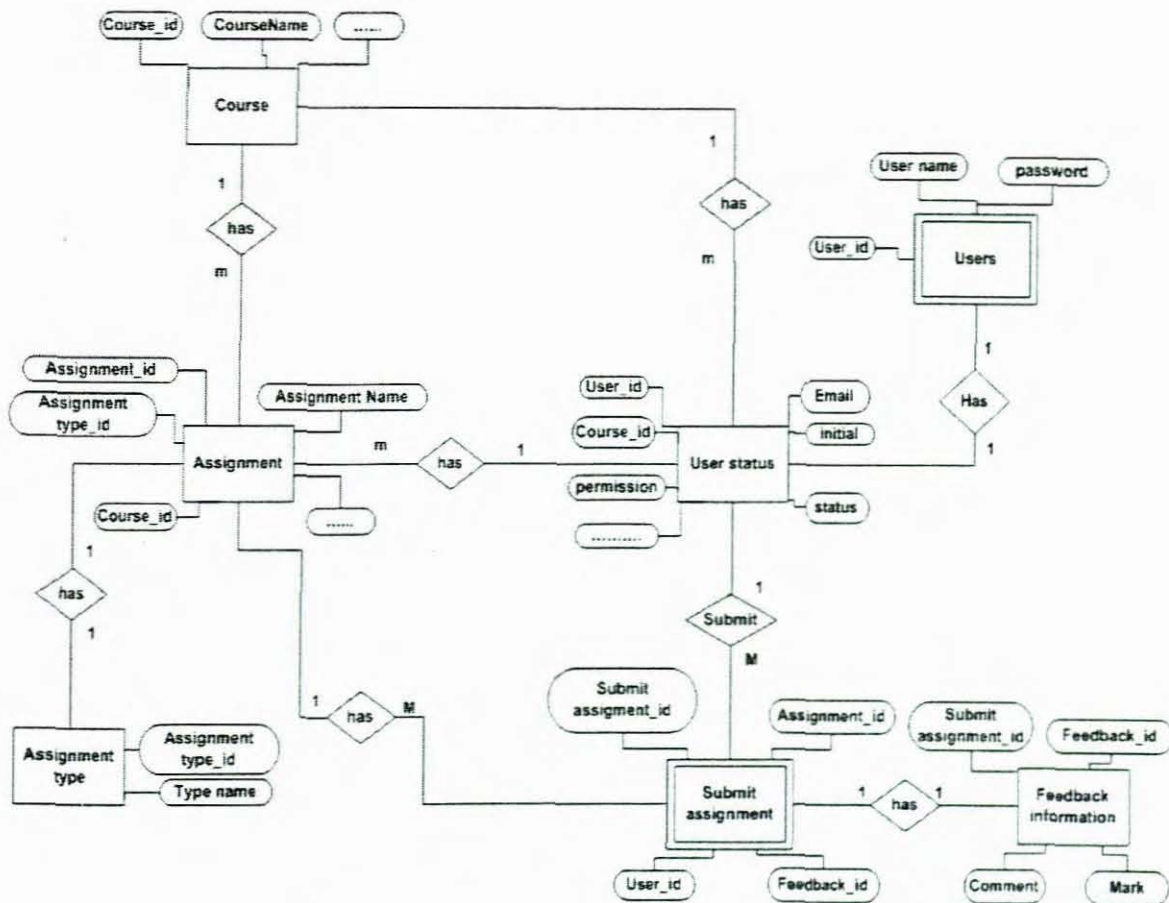 Course_id
CourseName
.......
Course
1
1
User name
password
has
has
User_id
Users
m
m
1
Assignment_id
Assignment
type_id
Assignment Name
User_id
Email
Has
Course_id
initial
Assignment
m
has
1
User status
1
permission
Course_id
.......
status
..........
1
has
1
1
Submit
M
Submit
assigment_id
Assignment_id
Submit
assignment_id
Feedback_id
1
has
M
Assignment
type
Assignment
type_id
Type name
Submit
assignment
1
has
1
Feedback
information
User_id
Feedback_id
Comment
Mark